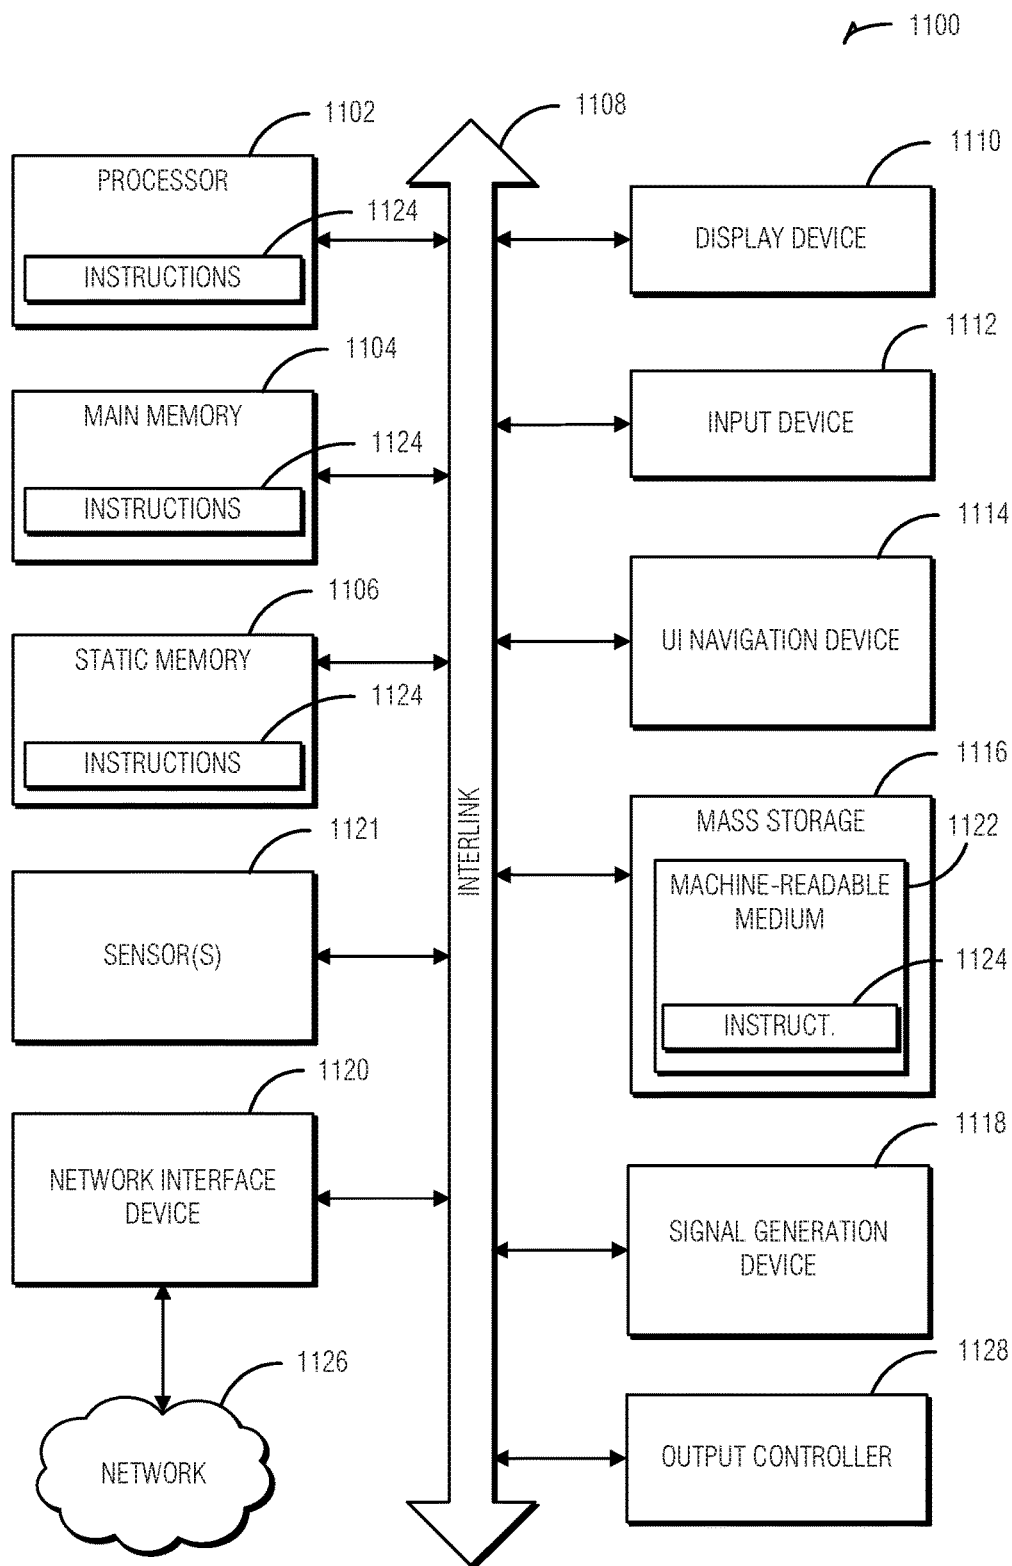 1100
1102
PROCESSOR
1124
INSTRUCTIONS
1104
MAIN MEMORY
1124
INSTRUCTIONS
1106
STATIC MEMORY
1124
INSTRUCTIONS
1121
SENSOR(S)
1120
NETWORK INTERFACE
DEVICE
1126
NETWORK
1108
INTERLINK
1110
DISPLAY DEVICE
1112
INPUT DEVICE
1114
UI NAVIGATION DEVICE
1116
MASS STORAGE
1122
MACHINE-READABLE
MEDIUM
1124
INSTRUCT.
1118
SIGNAL GENERATION
DEVICE
1128
OUTPUT CONTROLLER